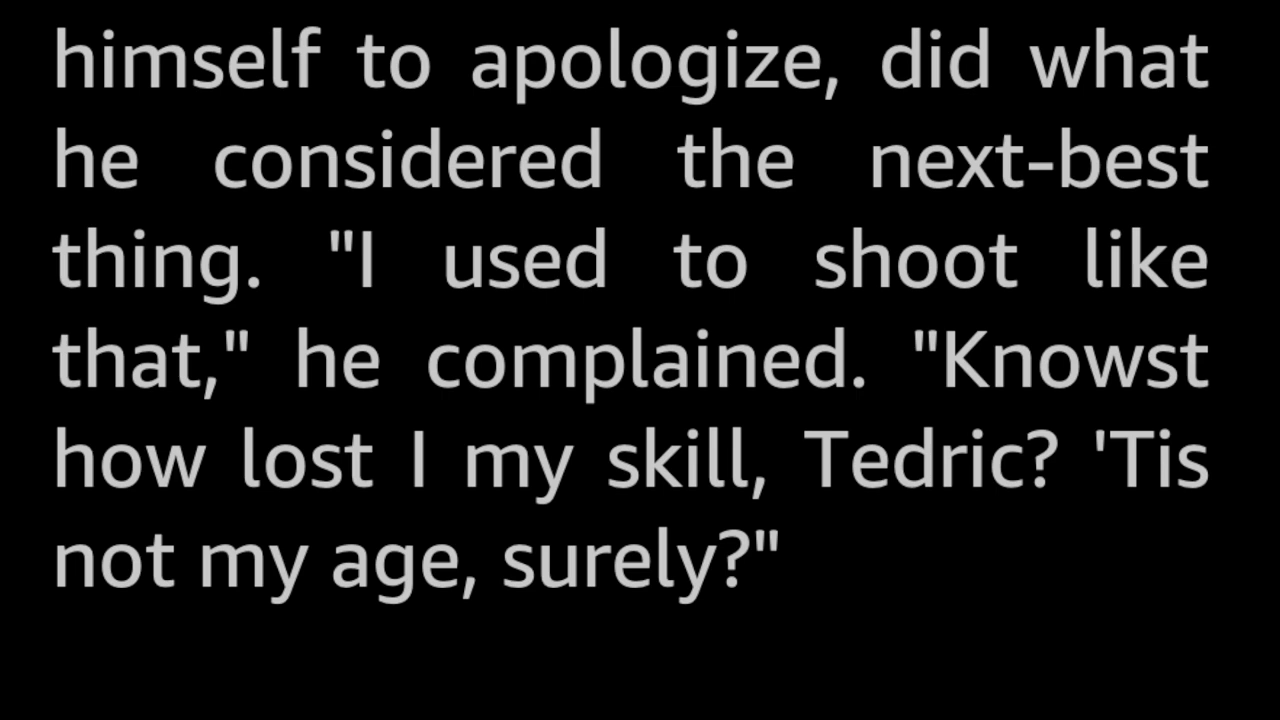 himself to apologize, did what
he considered the next-best
thing. "I used to shoot like
that," he complained. "Knowst
how lost I my skill, Tedric? 'Tis
not my age, surely?"